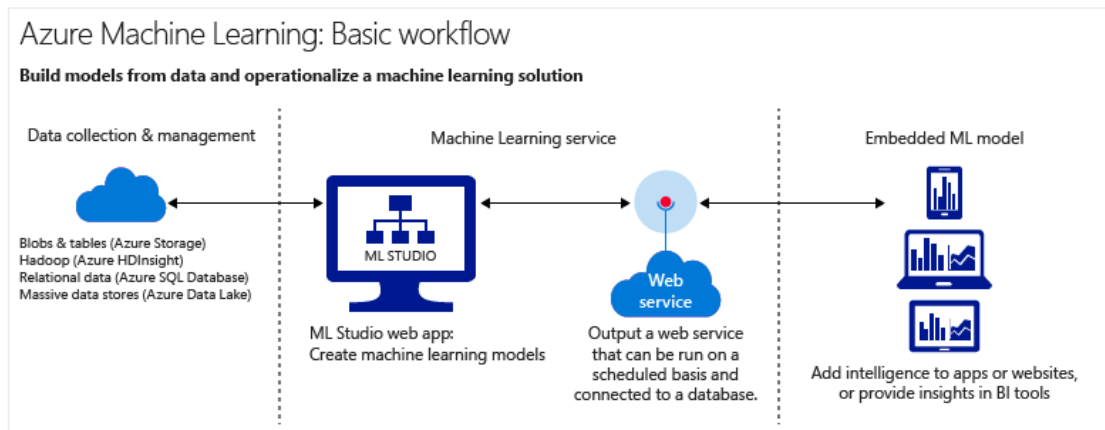 Azure Machine Learning: Basic workflow
Build models from data and operationalize a machine learning solution
Data collection & management
Blobs & tables (Azure Storage)
Hadoop (Azure HDInsight)
Relational data (Azure SQL Database)
Massive data stores (Azure Data Lake)
Machine Learning service
ML STUDIO
ML Studio web app:
Create machine learning models
Web
service
Output a web service
that can be run on a
scheduled basis and
connected to a database.
Embedded ML model
Add intelligence to apps or websites,
or provide insights in BI tools